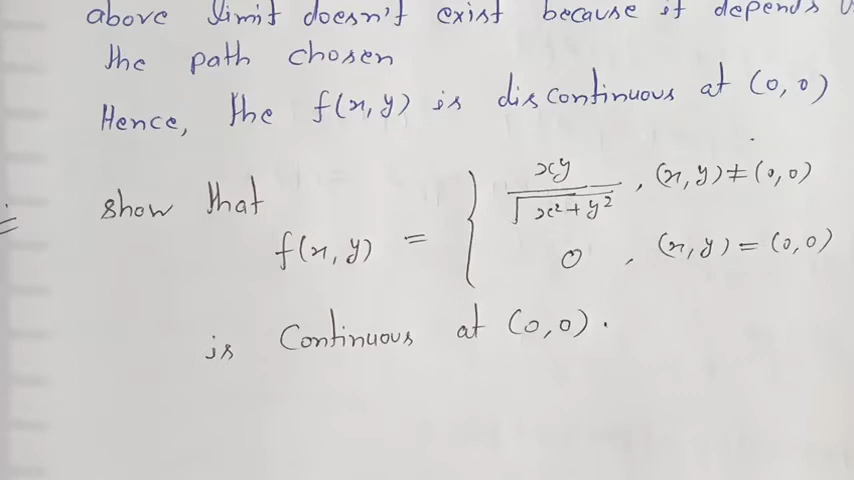 above limit doesn't exist because it depends
the path chosen
Hence, the f(x, y) is discontinuous at (0, 0)
show that
f(x, y) = { xy / √(x² + y²) , (x, y) ≠ (0, 0)
0 , (x, y) = (0, 0)
is Continuous at (0, 0).